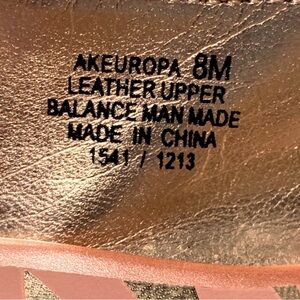 AKEUROPA 8M
LEATHER UPPER
BALANCE MAN MADE
MADE IN CHINA
1541 / 1213